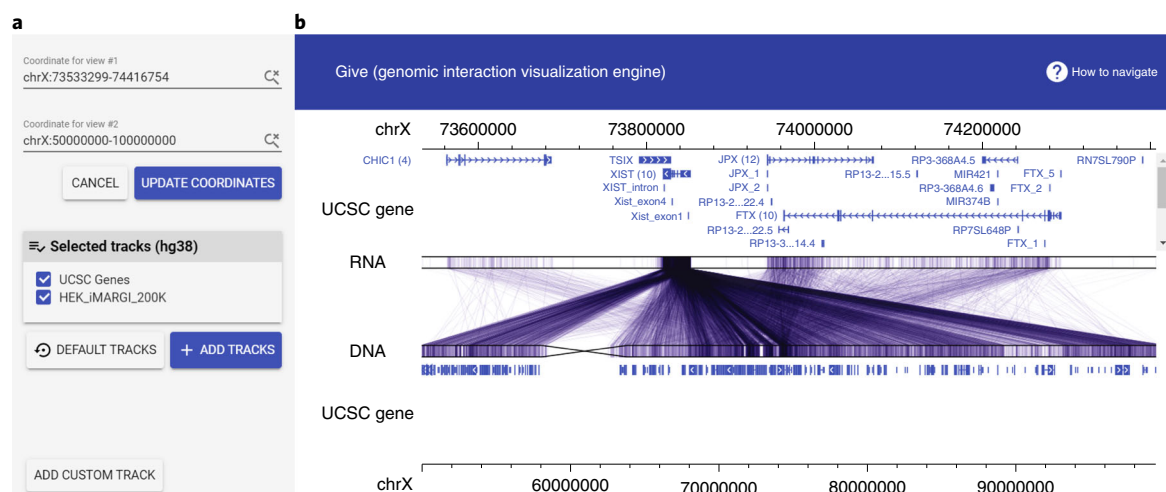 a
Coordinate for view #1
chrX:73533299-74416754
Coordinate for view #2
chrX:50000000-100000000
CANCEL
UPDATE COORDINATES
Selected tracks (hg38)
UCSC Genes
HEK_iMARGI_200K
DEFAULT TRACKS
+ ADD TRACKS
ADD CUSTOM TRACK
b
Give (genomic interaction visualization engine)
? How to navigate
chrX 73600000 73800000 74000000 74200000
CHIC1 (4) TSIX JPX (12) RP3-368A4.5 RN7SL790P
XIST (10) JPX_1 RP13-2...15.5 MIR421 FTX_5
XIST_intron JPX_2 RP3-368A4.6 FTX_2
Xist_exon4 RP13-2...22.4 MIR374B
UCSC gene
Xist_exon1 FTX (10)
RP13-2...22.5 RP7SL648P
RP13-3...14.4 FTX_1
RNA
DNA
UCSC gene
chrX 60000000 70000000 80000000 90000000